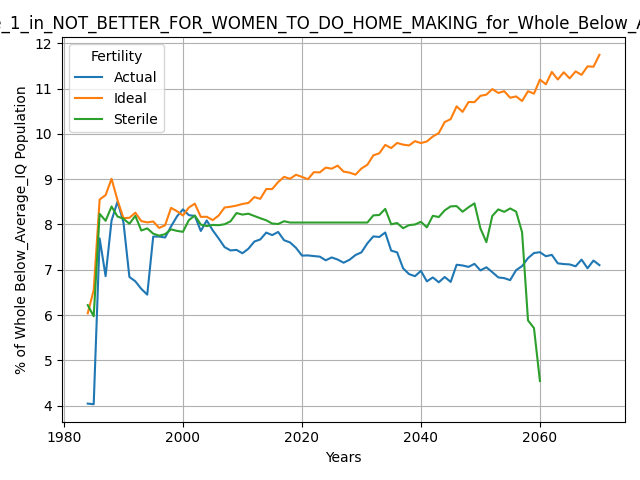 _1_in_NOT_BETTER_FOR_WOMEN_TO_DO_HOME_MAKING_for_Whole_Below_A
Fertility
Actual
Ideal
Sterile
% of Whole Below_Average_IQ Population
12
11
10
9
8
7
6
5
4
1980
2000
2020
2040
2060
Years